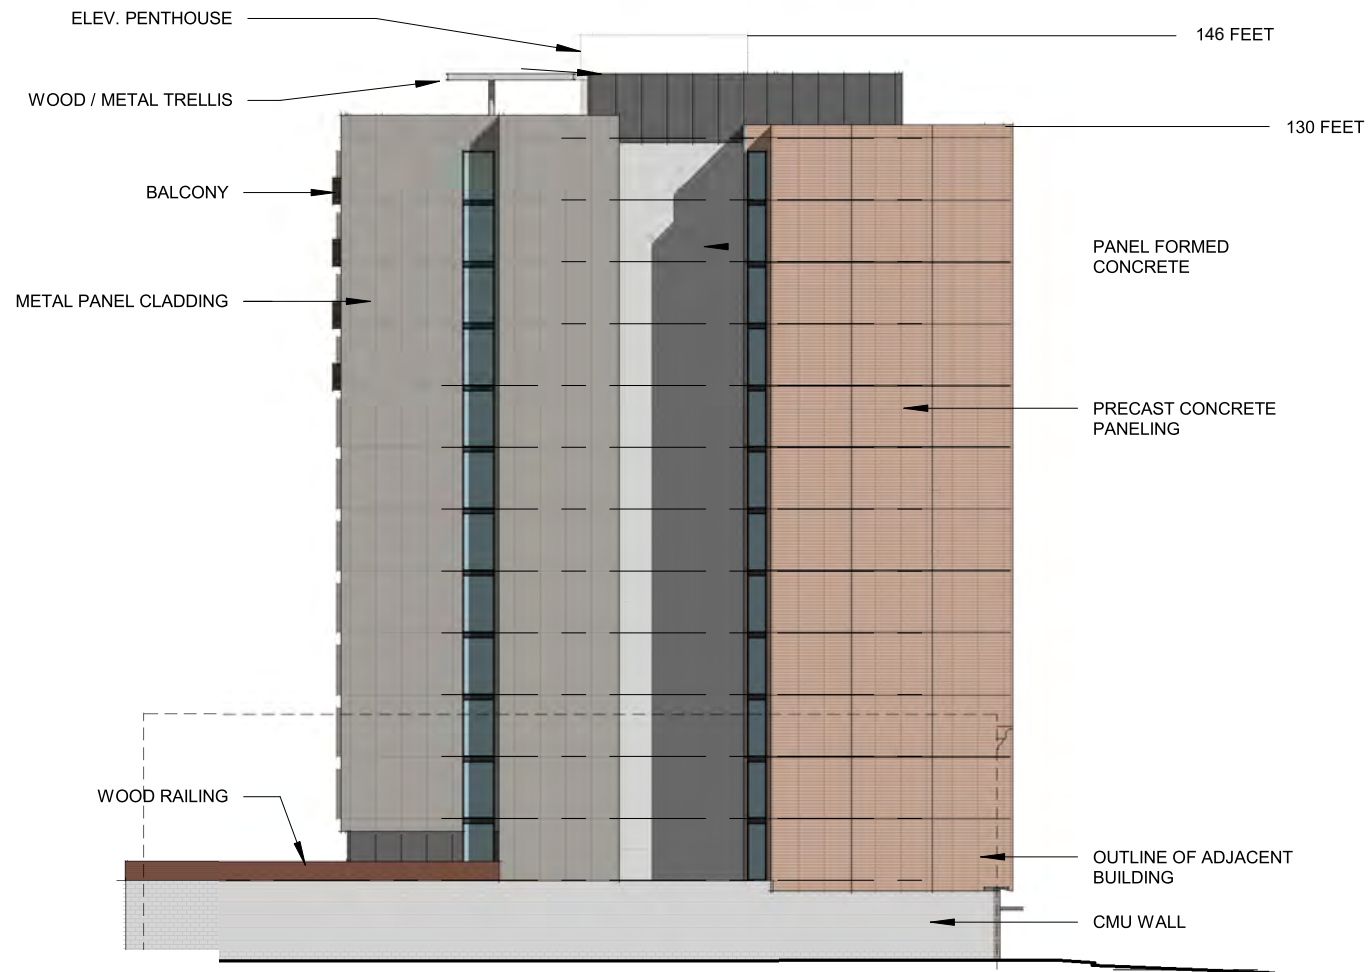 ELEV. PENTHOUSE
146 FEET
WOOD / METAL TRELLIS
130 FEET
BALCONY
PANEL FORMED
CONCRETE
METAL PANEL CLADDING
PRECAST CONCRETE
PANELING
WOOD RAILING
OUTLINE OF ADJACENT
BUILDING
CMU WALL